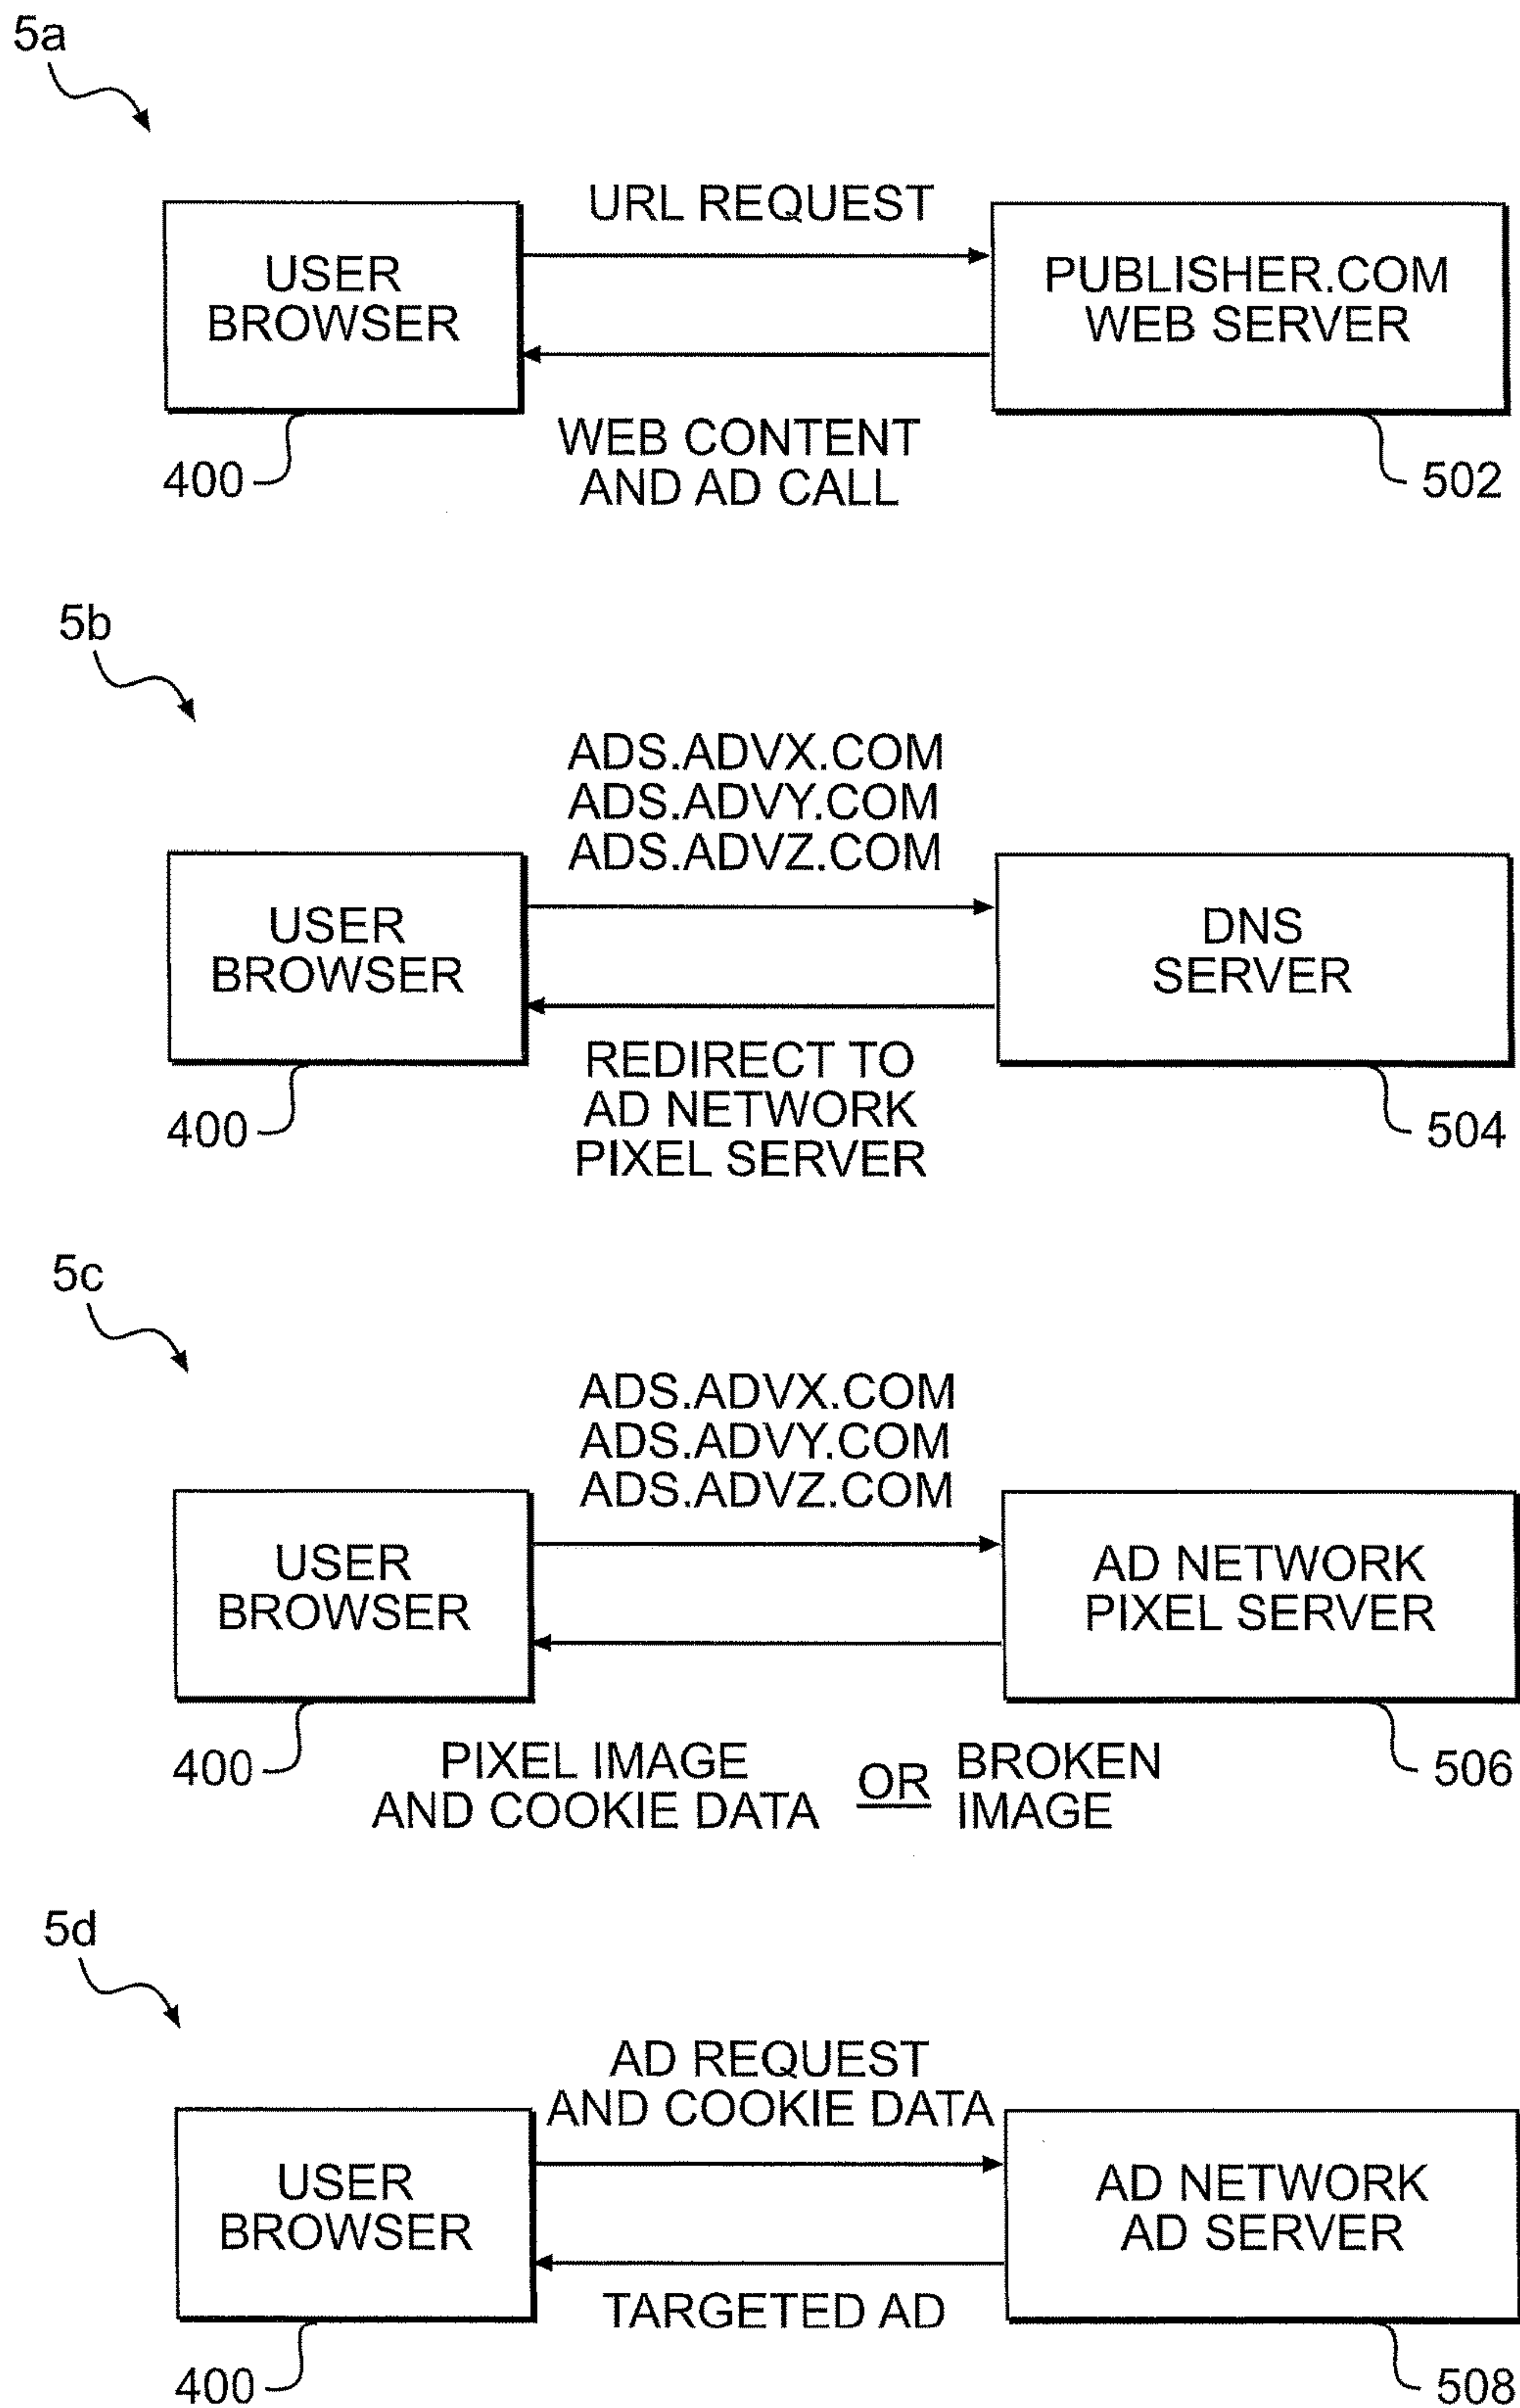 5a
URL REQUEST
USER
BROWSER
PUBLISHER.COM
WEB SERVER
WEB CONTENT
AND AD CALL
400
502
5b
ADS.ADVX.COM
ADS.ADVY.COM
ADS.ADVZ.COM
USER
BROWSER
DNS
SERVER
REDIRECT TO
AD NETWORK
PIXEL SERVER
400
504
5c
ADS.ADVX.COM
ADS.ADVY.COM
ADS.ADVZ.COM
USER
BROWSER
AD NETWORK
PIXEL SERVER
400
PIXEL IMAGE
AND COOKIE DATA
OR
BROKEN
IMAGE
506
5d
AD REQUEST
AND COOKIE DATA
USER
BROWSER
AD NETWORK
AD SERVER
TARGETED AD
400
508